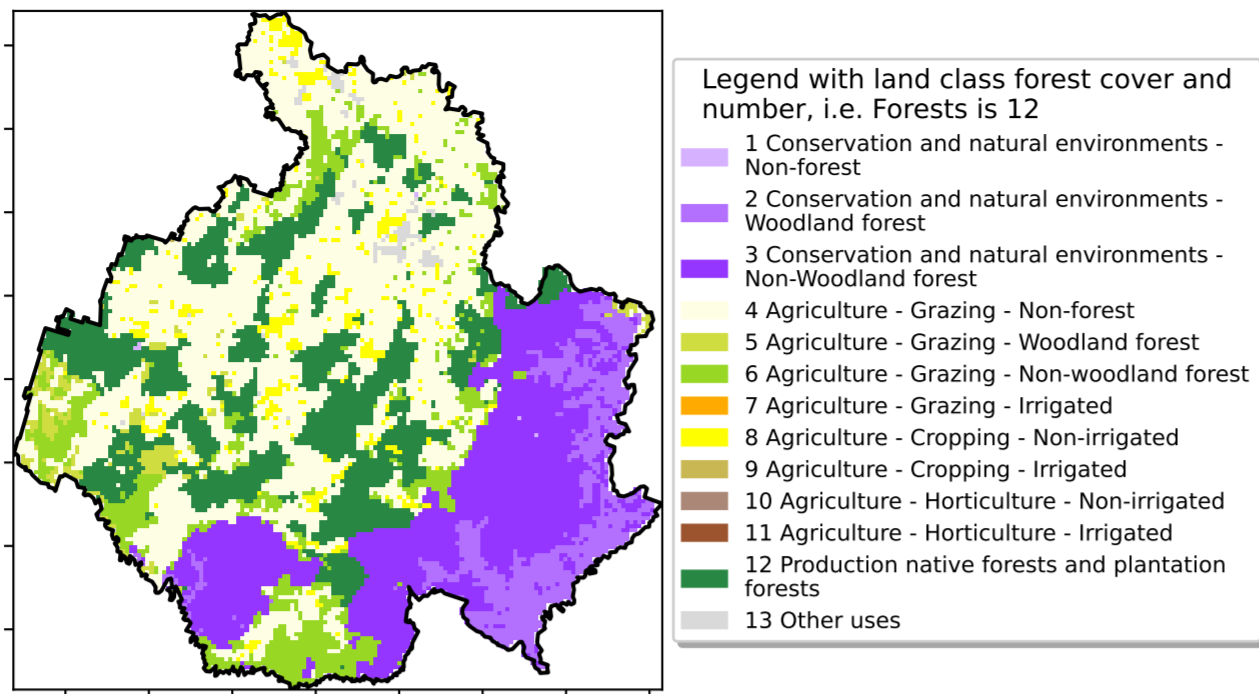 Legend with land class forest cover and
number, i.e. Forests is 12
1 Conservation and natural environments -
Non-forest
2 Conservation and natural environments -
Woodland forest
3 Conservation and natural environments -
Non-Woodland forest
4 Agriculture - Grazing - Non-forest
5 Agriculture - Grazing - Woodland forest
6 Agriculture - Grazing - Non-woodland forest
7 Agriculture - Grazing - Irrigated
8 Agriculture - Cropping - Non-irrigated
9 Agriculture - Cropping - Irrigated
10 Agriculture - Horticulture - Non-irrigated
11 Agriculture - Horticulture - Irrigated
12 Production native forests and plantation
forests
13 Other uses